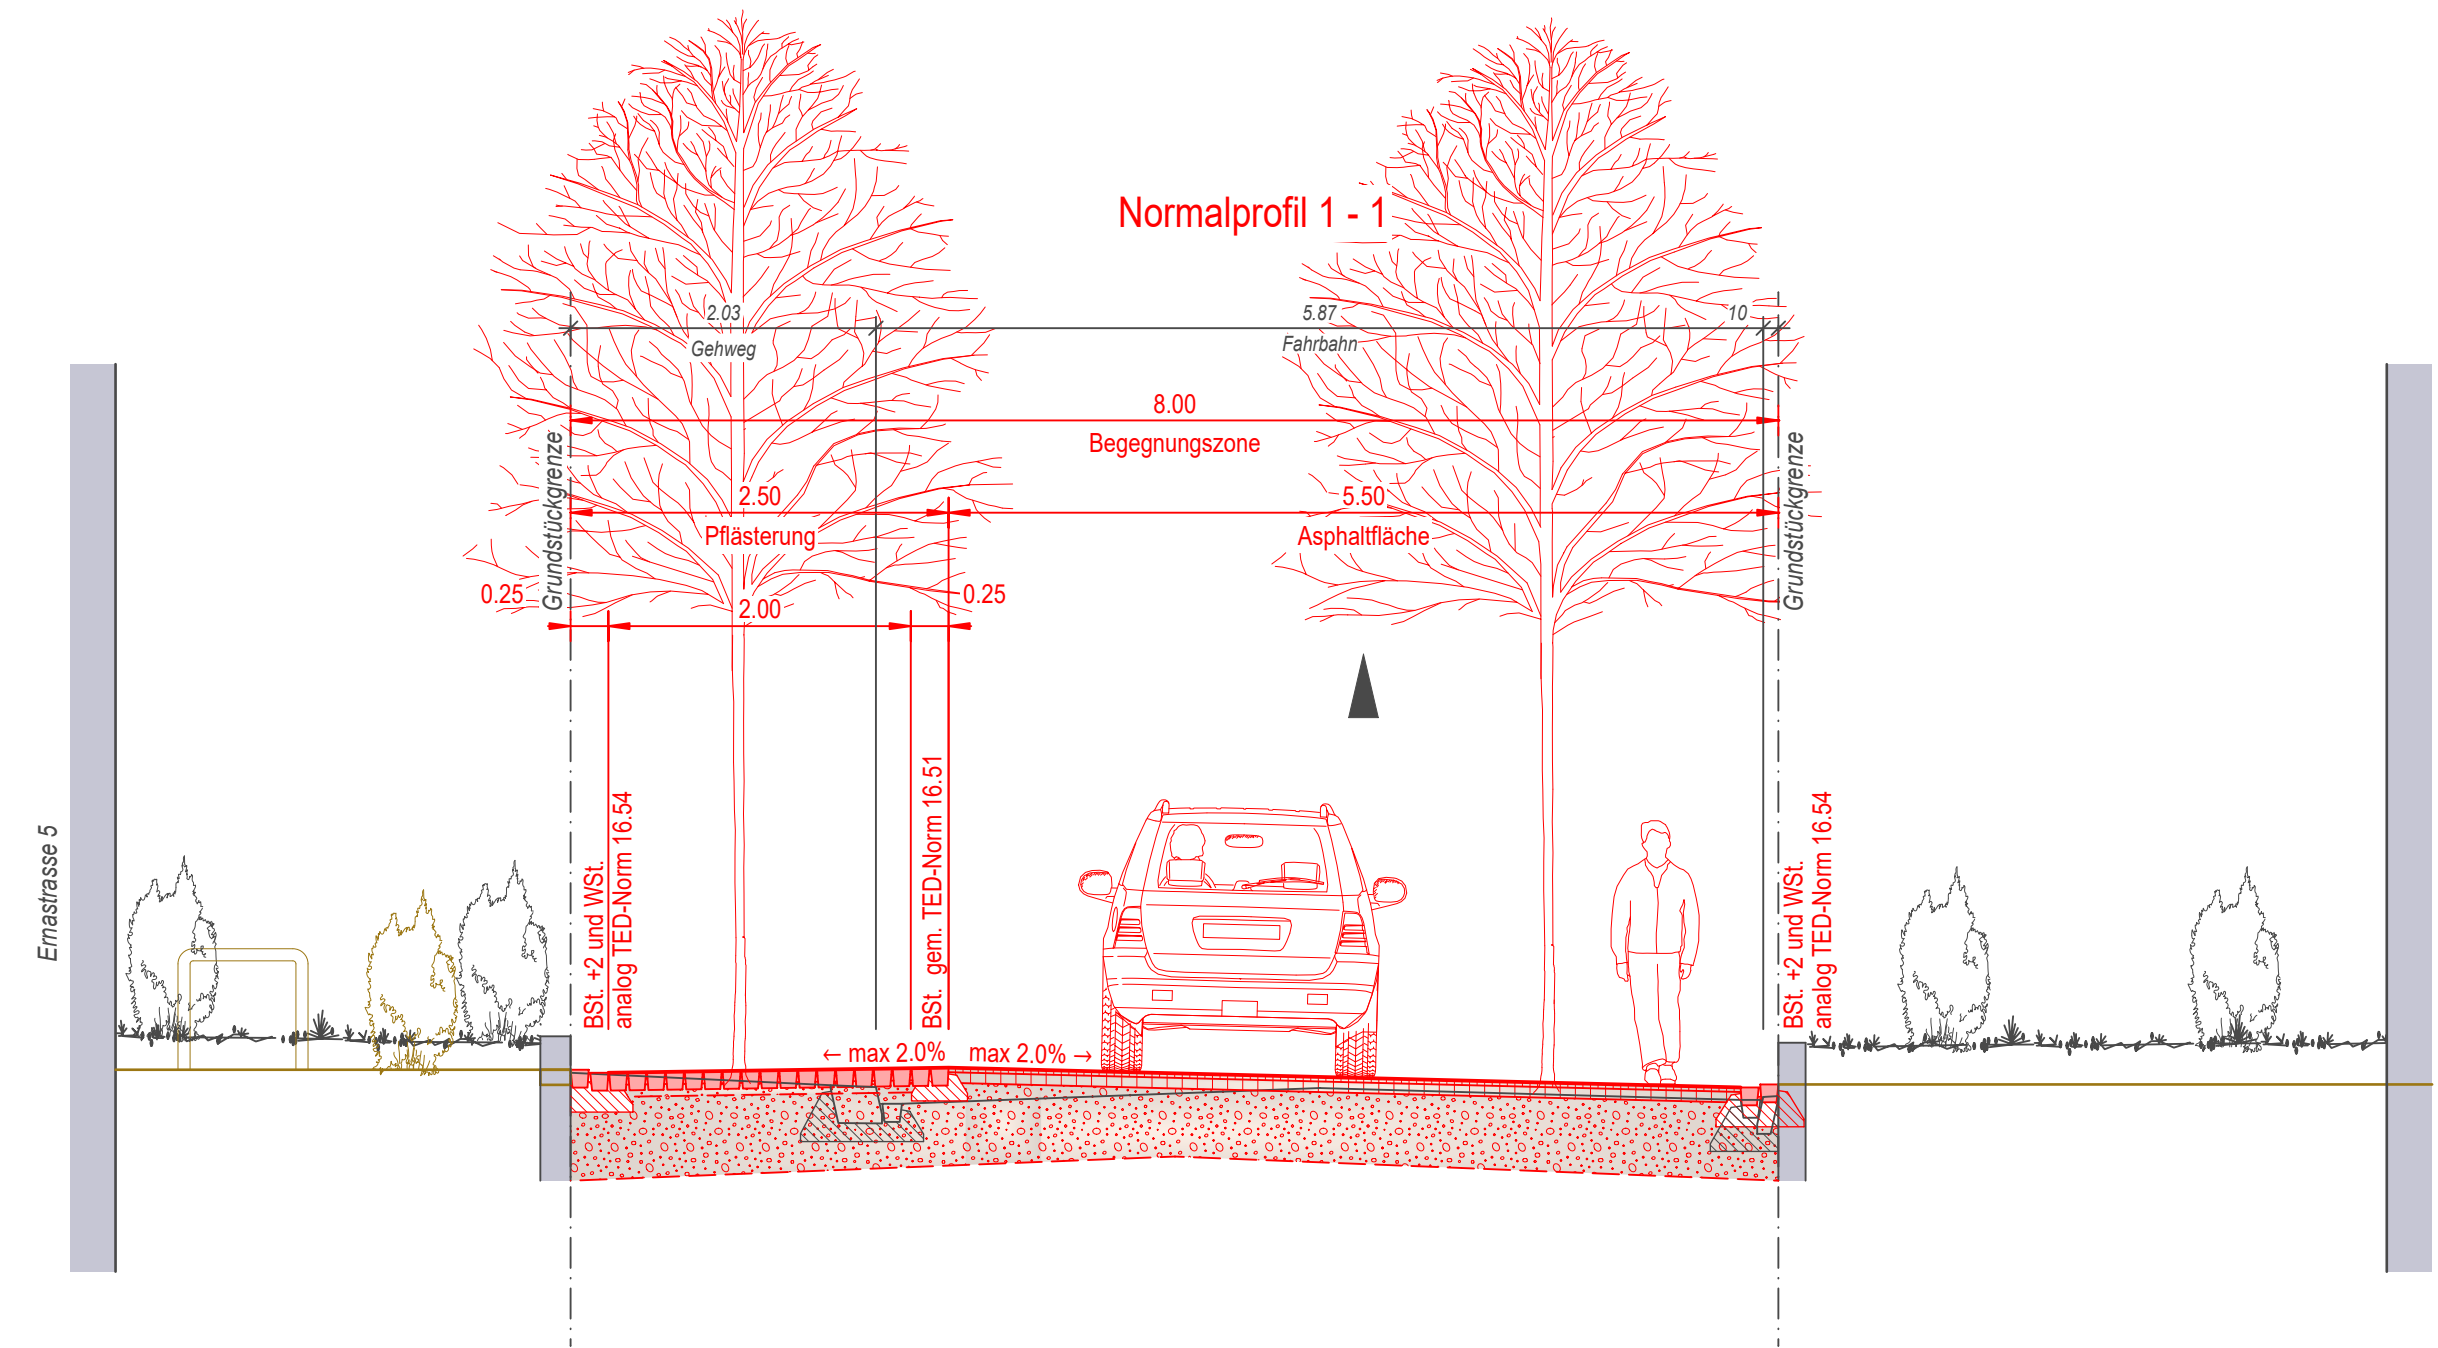 Normalprofil 1 - 1
2.03
5.87
10
Gehweg
Fahrbahn
8.00
Begegnungszone
2.50
5.50
Pflästerung
Asphaltfläche
Grundstückgrenze
Grundstückgrenze
0.25
2.00
0.25
BSt. +2 und WSt.
analog TED-Norm 16.54
BSt. gem. TED-Norm 16.51
BSt. +2 und WSt.
analog TED-Norm 16.54
Ernastrasse 5
← max 2.0%
max 2.0% →